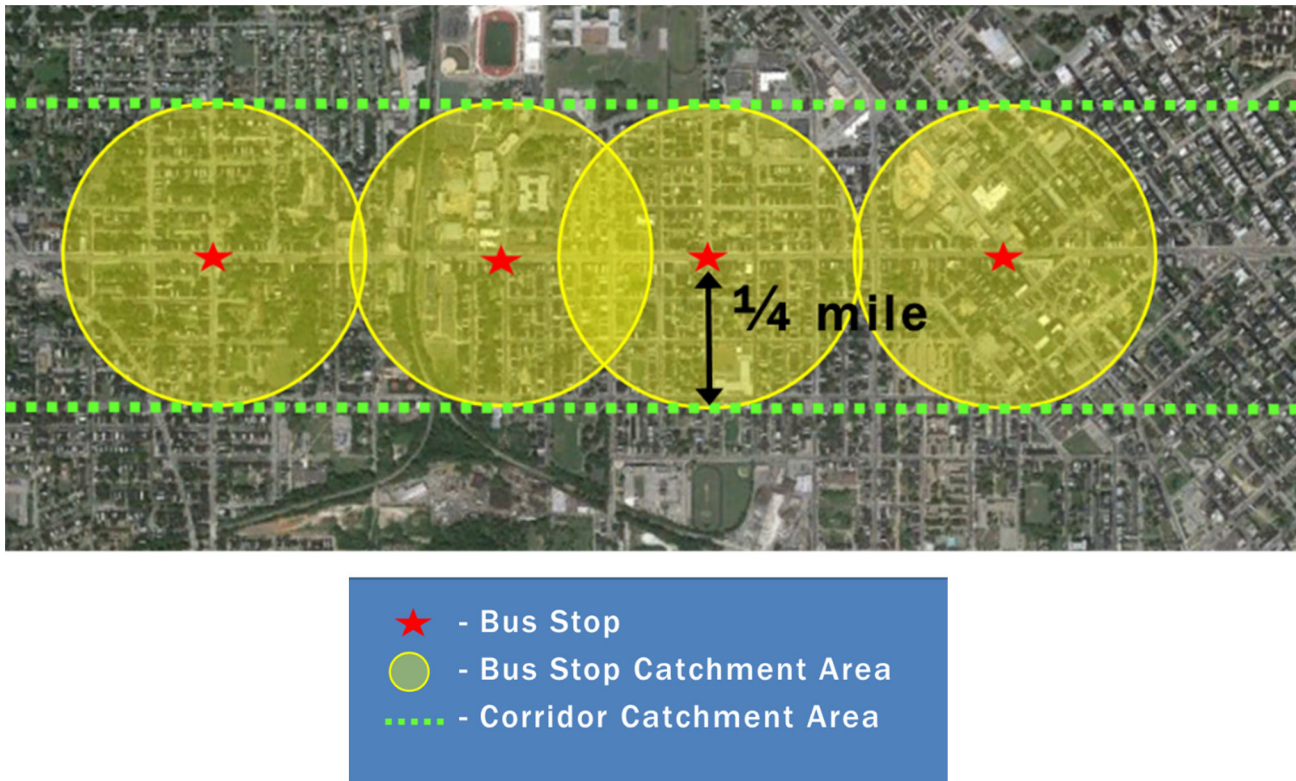 ¼ mile
- Bus Stop
- Bus Stop Catchment Area
- Corridor Catchment Area